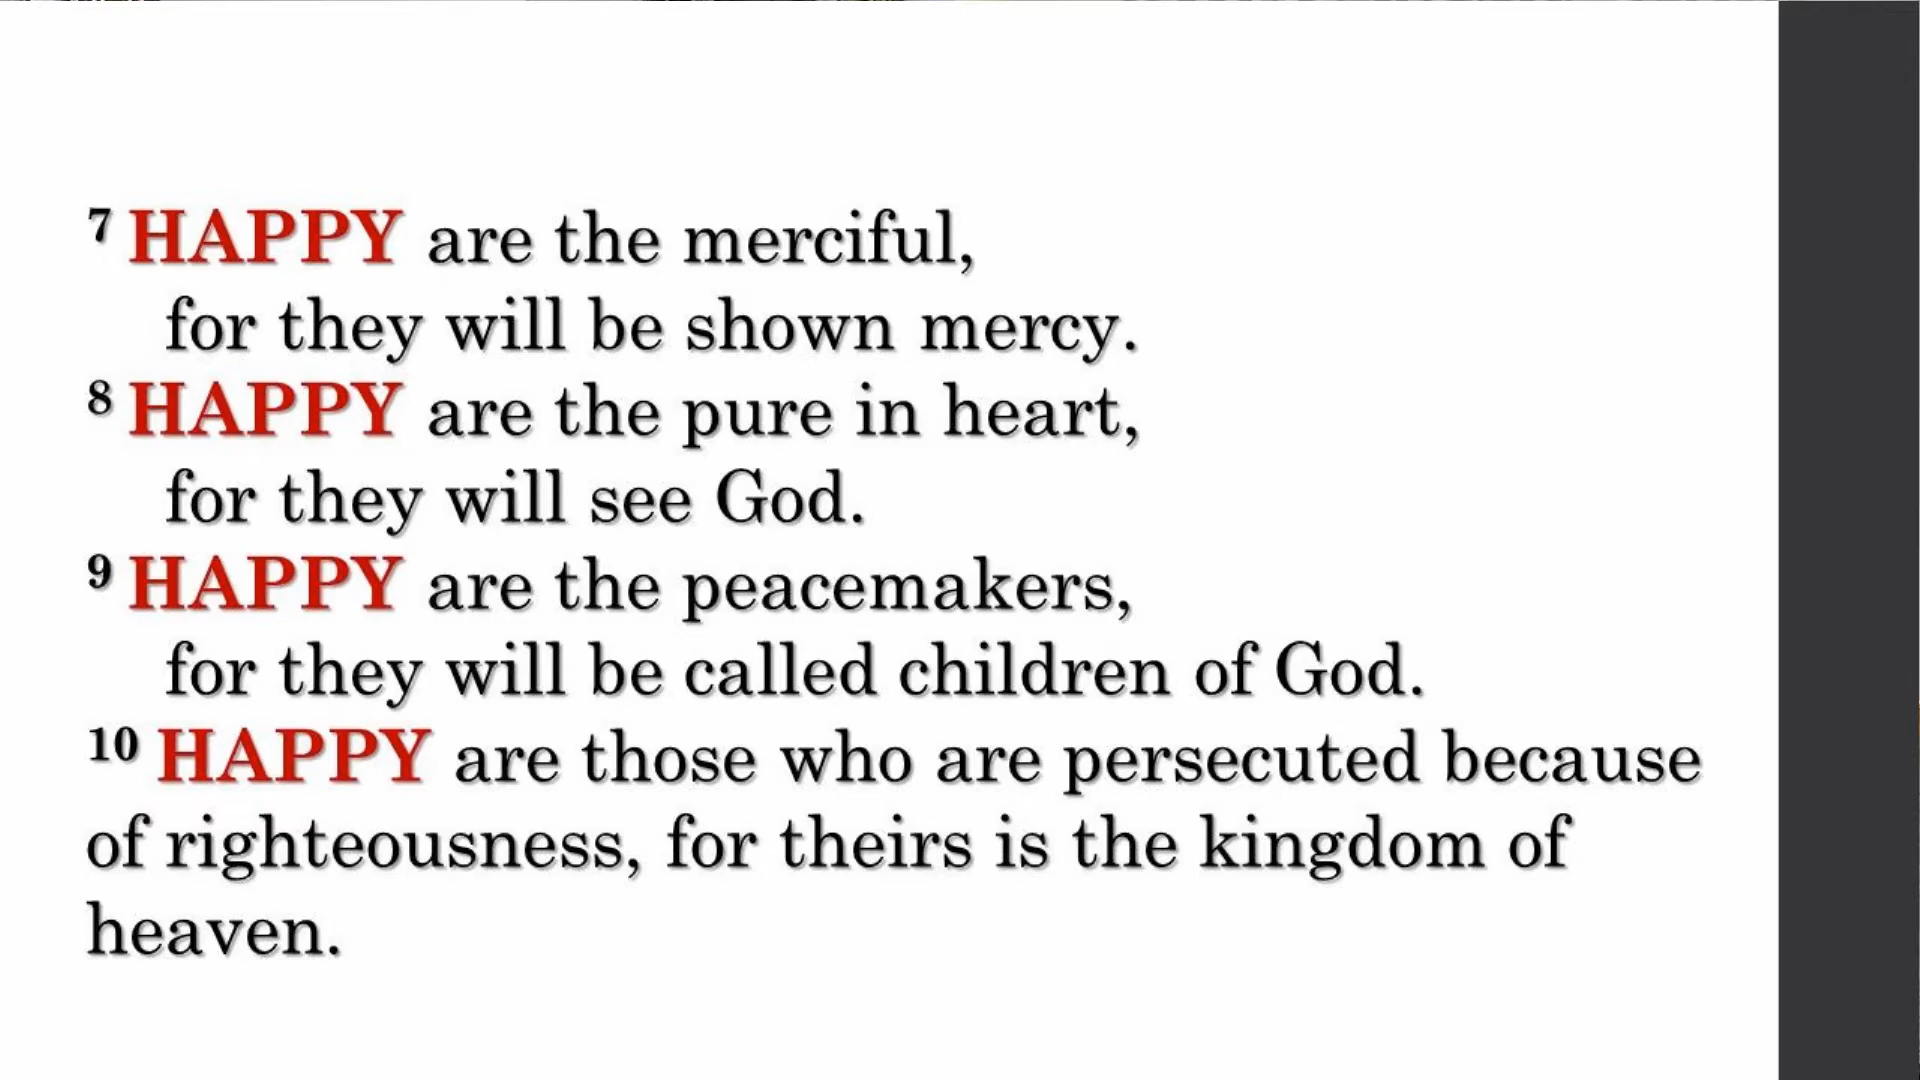 7 HAPPY are the merciful,
for they will be shown mercy.
8 HAPPY are the pure in heart,
for they will see God.
9 HAPPY are the peacemakers,
for they will be called children of God.
10 HAPPY are those who are persecuted because
of righteousness, for theirs is the kingdom of
heaven.